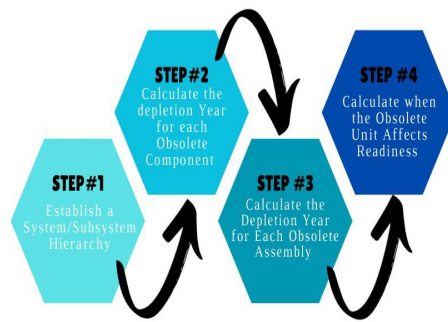 STEP #1
Establish a
System/Subsystem
Hierarchy
STEP #2
Calculate the
depletion Year
for each
Obsolete
Component
STEP #3
Calculate the
Depletion Year
for Each Obsolete
Assembly
STEP #4
Calculate when
the Obsolete
Unit Affects
Readiness